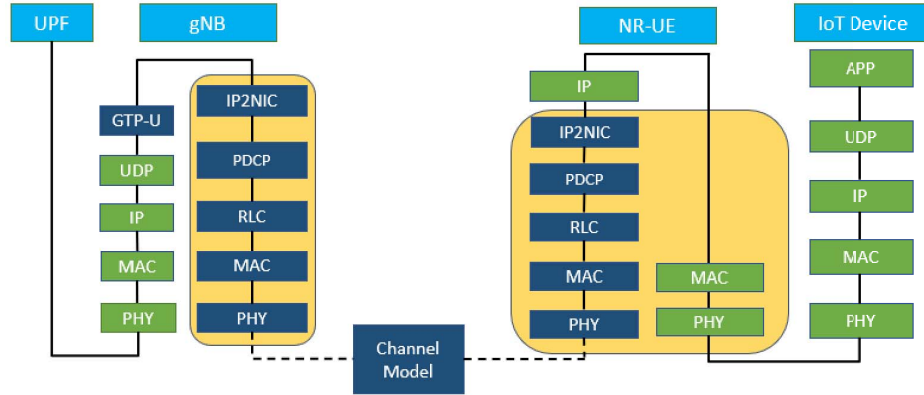 UPF
gNB
NR-UE
IoT Device
GTP-U
UDP
IP
MAC
PHY
IP2NIC
PDCP
RLC
MAC
PHY
Channel
Model
IP
IP2NIC
PDCP
RLC
MAC
PHY
MAC
PHY
APP
UDP
IP
MAC
PHY